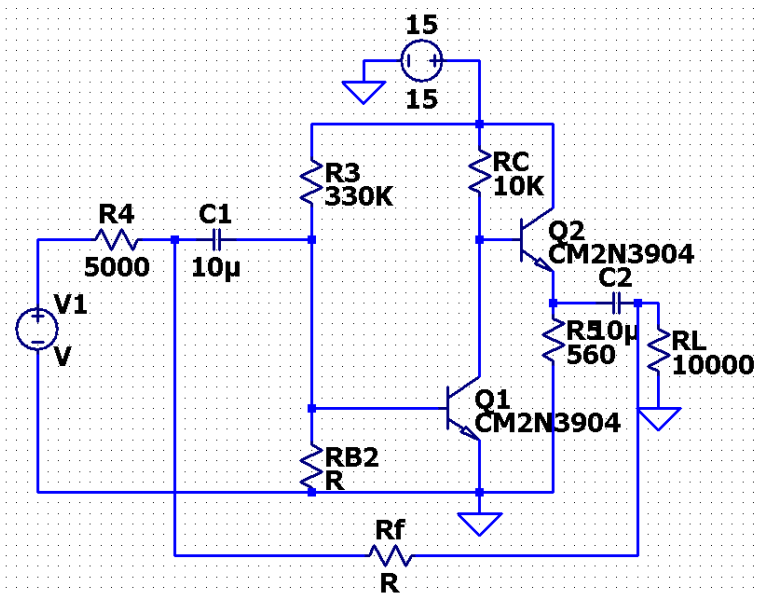 15
15
R3
330K
RC
10K
R4
5000
C1
10µ
Q2
CM2N3904
C2
10µ
V1
V
R5
560
RL
10000
Q1
CM2N3904
RB2
R
Rf
R